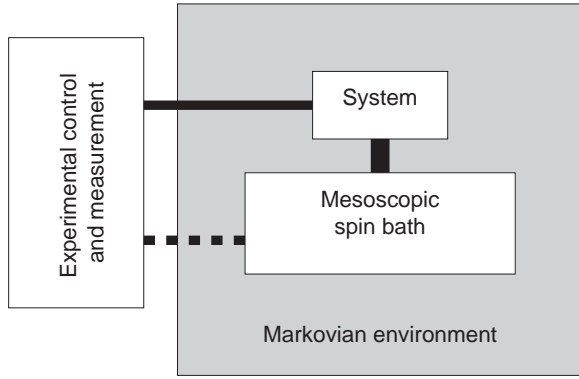 Experimental control
and measurement
System
Mesoscopic
spin bath
Markovian environment